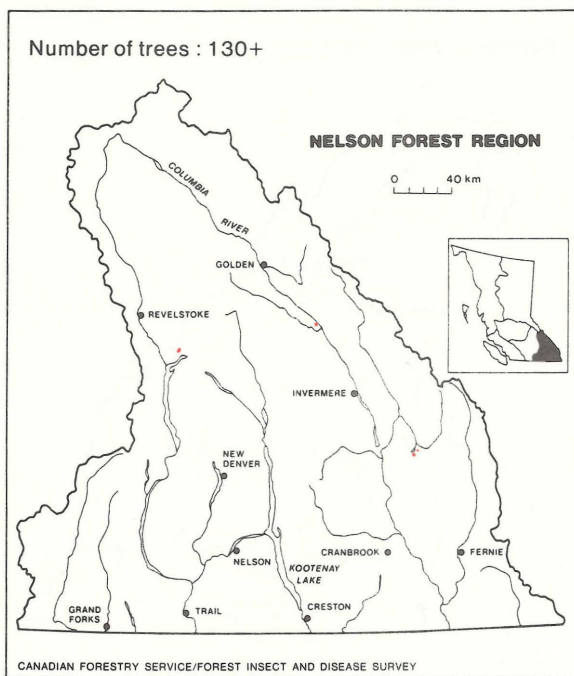 Number of trees : 130+
NELSON FOREST REGION
0 40 km
COLUMBIA
RIVER
GOLDEN
REVELSTOKE
INVERMERE
NEW
DENVER
NELSON
KOOTENAY
LAKE
CRANBROOK
FERNIE
GRAND
FORKS
TRAIL
CRESTON
CANADIAN FORESTRY SERVICE/FOREST INSECT AND DISEASE SURVEY